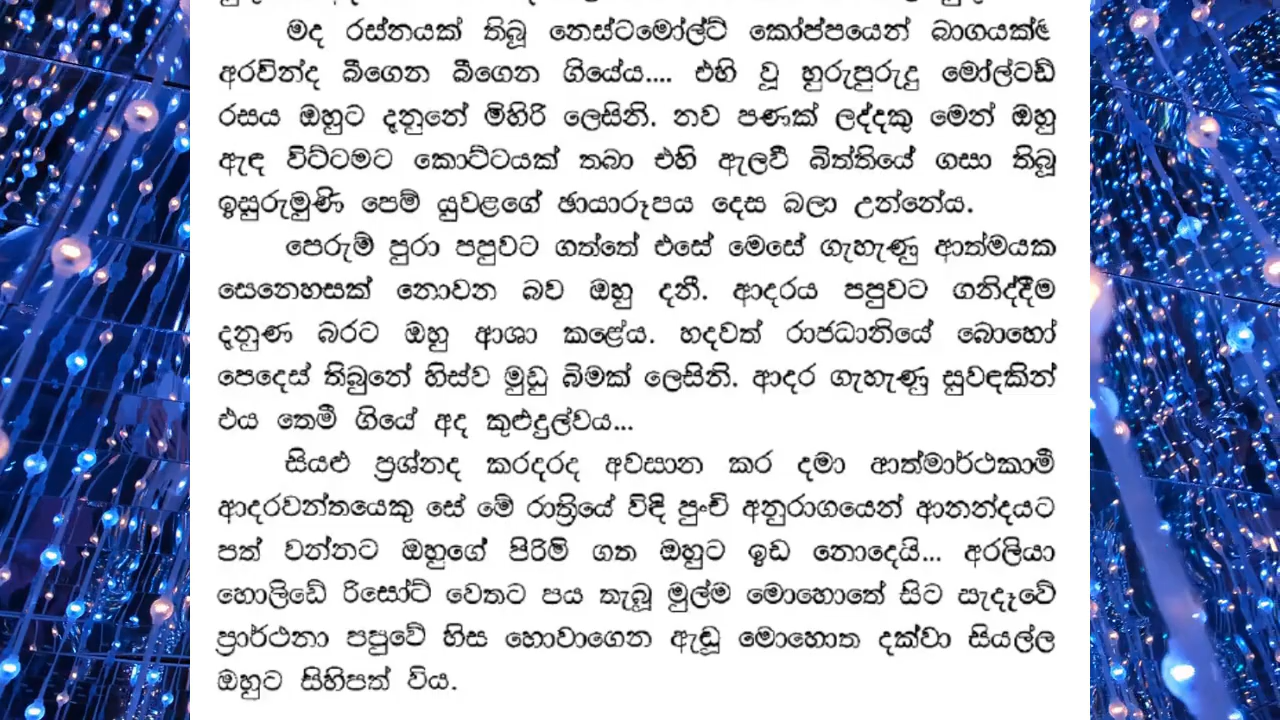 මද රස්නයක් තිබූ නෙස්ටමෝල්ට් කෝප්පයෙන් බාගයක්ම
අරවින්ද බීගෙන බීගෙන ගියේය.... එහි වූ හුරුපුරුදු මෝල්ටඩ්
රසය ඔහුට දැනුනේ මිහිරි ලෙසිනි. නව පණක් ලද්දකු මෙන් ඔහු
ඇඳ විට්ටමට කොට්ටයක් තබා එහි ඇලවී බිත්තියේ ගසා තිබූ
ඉසුරුමුණි පෙම් යුවළගේ ඡායාරූපය දෙස බලා උන්නේය.
පෙරුම් පුරා පපුවට ගත්තේ එසේ මෙසේ ගැහැණු ආත්මයක
සෙනෙහසක් නොවන බව ඔහු දනී. ආදරය පපුවට ගනිද්දීම
දැනුණ බරට ඔහු ආශා කළේය. හදවත් රාජධානියේ බොහෝ
පෙදෙස් තිබුනේ හිස්ව මුඩු බිමක් ලෙසිනි. ආදර ගැහැණු සුවඳකින්
එය තෙමී ගියේ අද කුළුදුල්වය...
සියළු ප්‍රශ්නද කරදරද අවසාන කර දමා ආත්මාර්ථකාමී
ආදරවන්තයෙකු සේ මේ රාත්‍රියේ විඳි පුංචි අනුරාගයෙන් ආනන්දයට
පත් වන්නට ඔහුගේ පිරිමි ගත ඔහුට ඉඩ නොදෙයි... අරලියා
හොලිඩේ රිසෝට් වෙතට පය තැබූ මුල්ම මොහොතේ සිට සැදෑවේ
ප්‍රාර්ථනා පපුවේ හිස හොවාගෙන ඇඬූ මොහොත දක්වා සියල්ල
ඔහුට සිහිපත් විය.